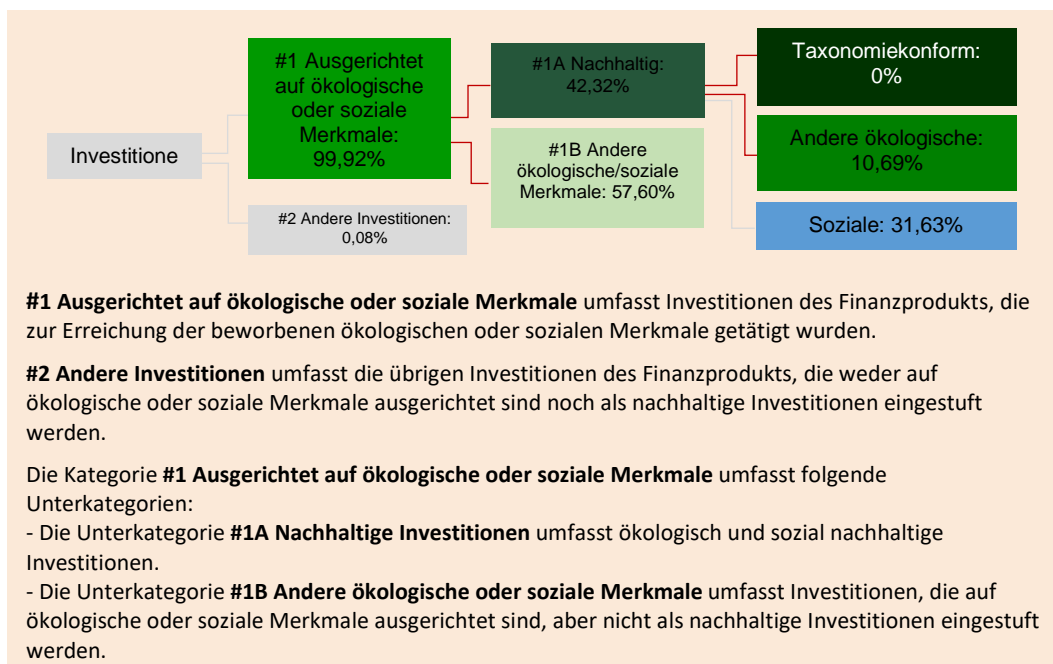 Investitione
#1 Ausgerichtet
auf ökologische
oder soziale
Merkmale:
99,92%
#2 Andere Investitionen:
0,08%
#1A Nachhaltig:
42,32%
#1B Andere
ökologische/soziale
Merkmale: 57,60%
Taxonomiekonform:
0%
Andere ökologische:
10,69%
Soziale: 31,63%
#1 Ausgerichtet auf ökologische oder soziale Merkmale umfasst Investitionen des Finanzprodukts, die
zur Erreichung der beworbenen ökologischen oder sozialen Merkmale getätigt wurden.
#2 Andere Investitionen umfasst die übrigen Investitionen des Finanzprodukts, die weder auf
ökologische oder soziale Merkmale ausgerichtet sind noch als nachhaltige Investitionen eingestuft
werden.
Die Kategorie #1 Ausgerichtet auf ökologische oder soziale Merkmale umfasst folgende
Unterkategorien:
- Die Unterkategorie #1A Nachhaltige Investitionen umfasst ökologisch und sozial nachhaltige
Investitionen.
- Die Unterkategorie #1B Andere ökologische oder soziale Merkmale umfasst Investitionen, die auf
ökologische oder soziale Merkmale ausgerichtet sind, aber nicht als nachhaltige Investitionen eingestuft
werden.